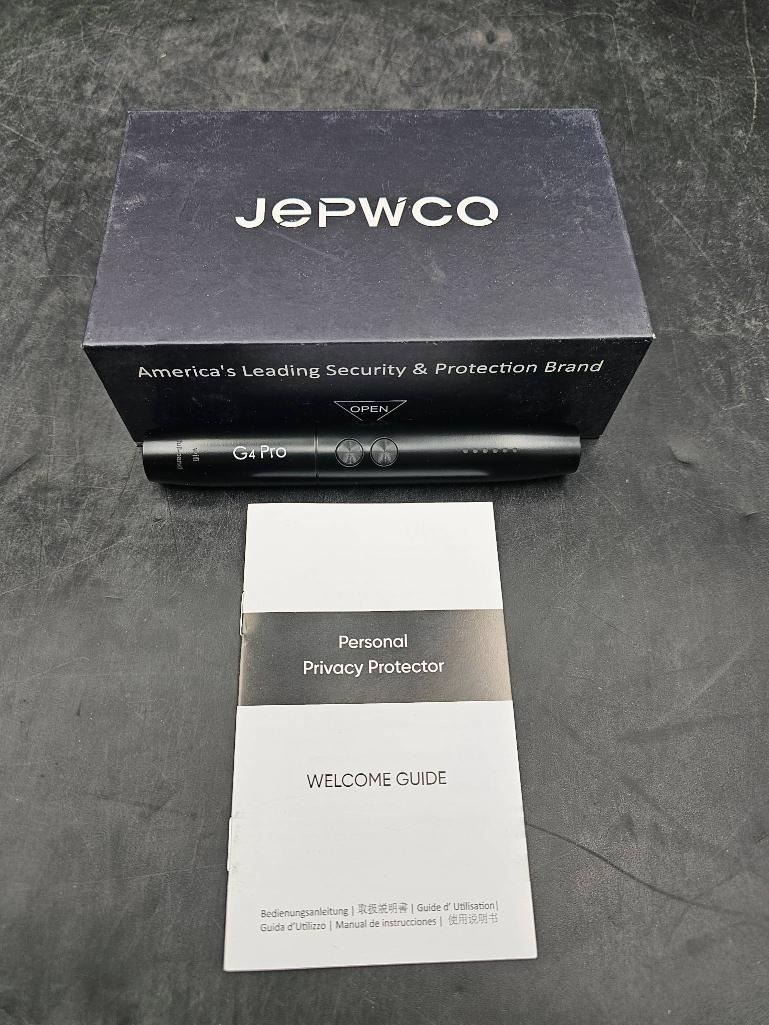 JEPWCO
America's Leading Security & Protection Brand
OPEN
G4 Pro
Personal
Privacy Protector
WELCOME GUIDE
Bedienungsanleitung | 取扱説明書 | Guide d' Utilisation|
Guida d'Utilizzo | Manual de instrucciones | 使用说明书